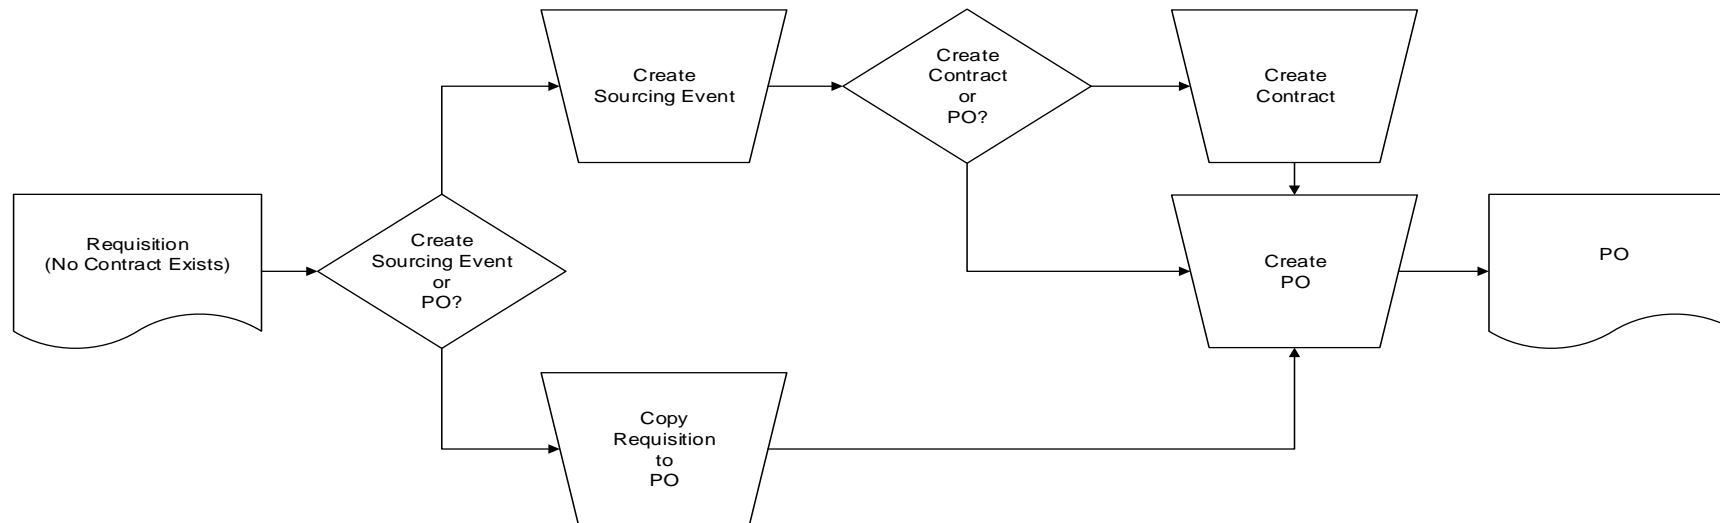 Requisition
(No Contract Exists)
Create
Sourcing Event
or
PO?
Create
Sourcing Event
Create
Contract
or
PO?
Create
Contract
Copy
Requisition
to
PO
Create
PO
PO